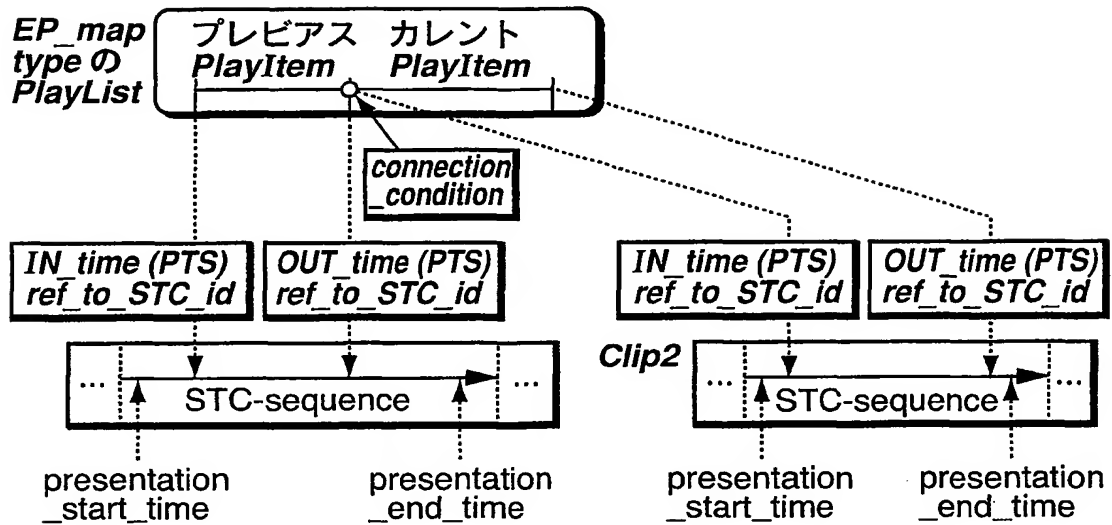 EP_map
type の
PlayList
プレビアス カレント
PlayItem PlayItem
connection
_condition
IN_time (PTS)
ref_to_STC_id
OUT_time (PTS)
ref_to_STC_id
IN_time (PTS)
ref_to_STC_id
OUT_time (PTS)
ref_to_STC_id
... STC-sequence ...
presentation
_start_time
presentation
_end_time
Clip2
... STC-sequence ...
presentation
_start_time
presentation
_end_time